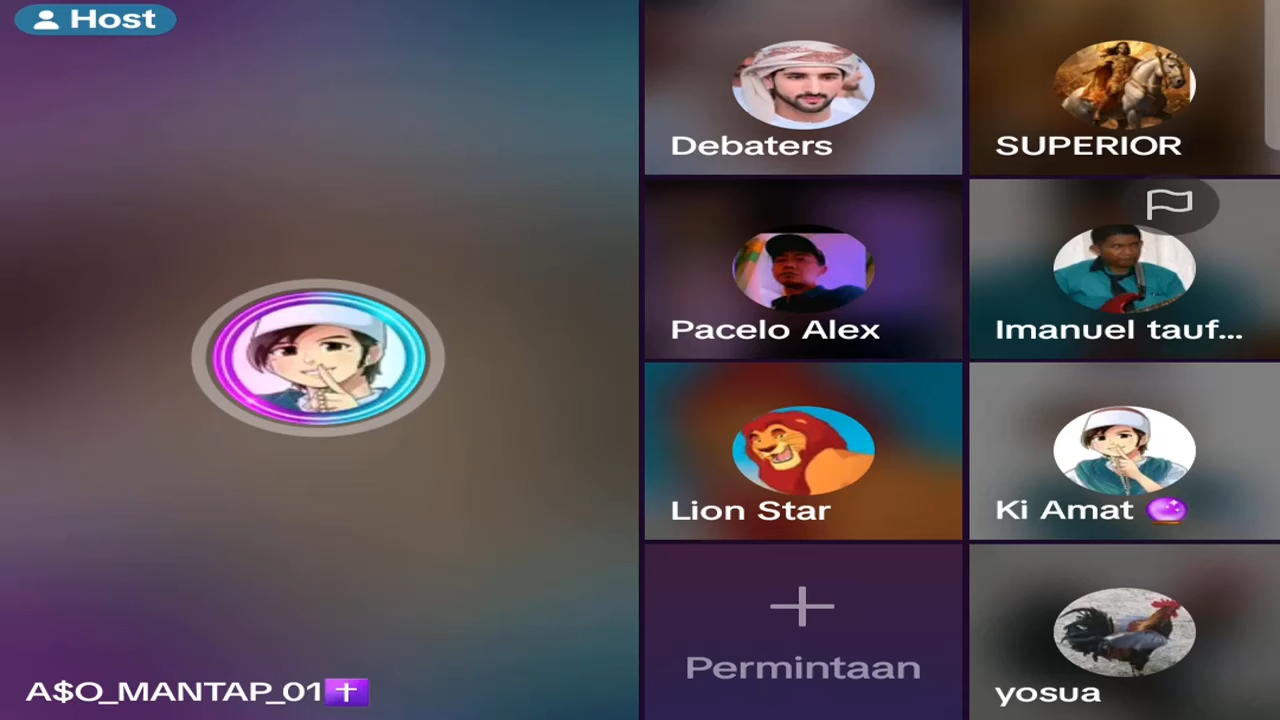 Host
Debaters
SUPERIOR
Pacelo Alex
Imanuel tauf...
Lion Star
Ki Amat 🔮
Permintaan
yosua
A$O_MANTAP_01✝️